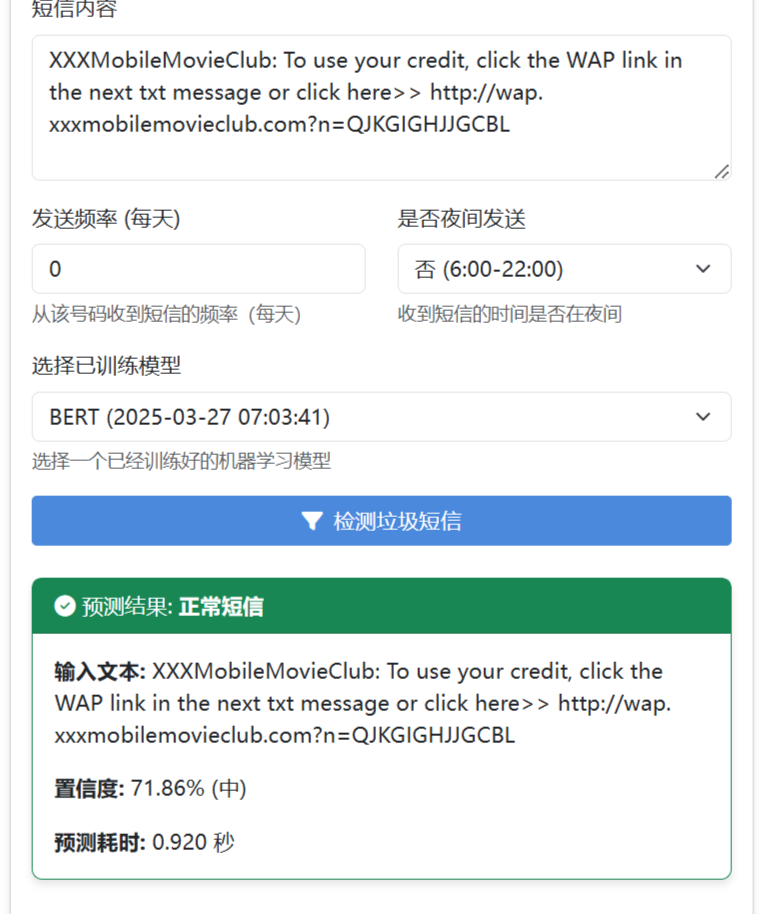 短信内容
XXXMobileMovieClub: To use your credit, click the WAP link in
the next txt message or click here>> http://wap.
xxxmobilemovieclub.com?n=QJKGIGHJJGCBL
发送频率 (每天)
是否夜间发送
0
否 (6:00-22:00)
从该号码收到短信的频率（每天）
收到短信的时间是否在夜间
选择已训练模型
BERT (2025-03-27 07:03:41)
选择一个已经训练好的机器学习模型
检测垃圾短信
预测结果: 正常短信
输入文本: XXXMobileMovieClub: To use your credit, click the
WAP link in the next txt message or click here>> http://wap.
xxxmobilemovieclub.com?n=QJKGIGHJJGCBL
置信度: 71.86% (中)
预测耗时: 0.920 秒